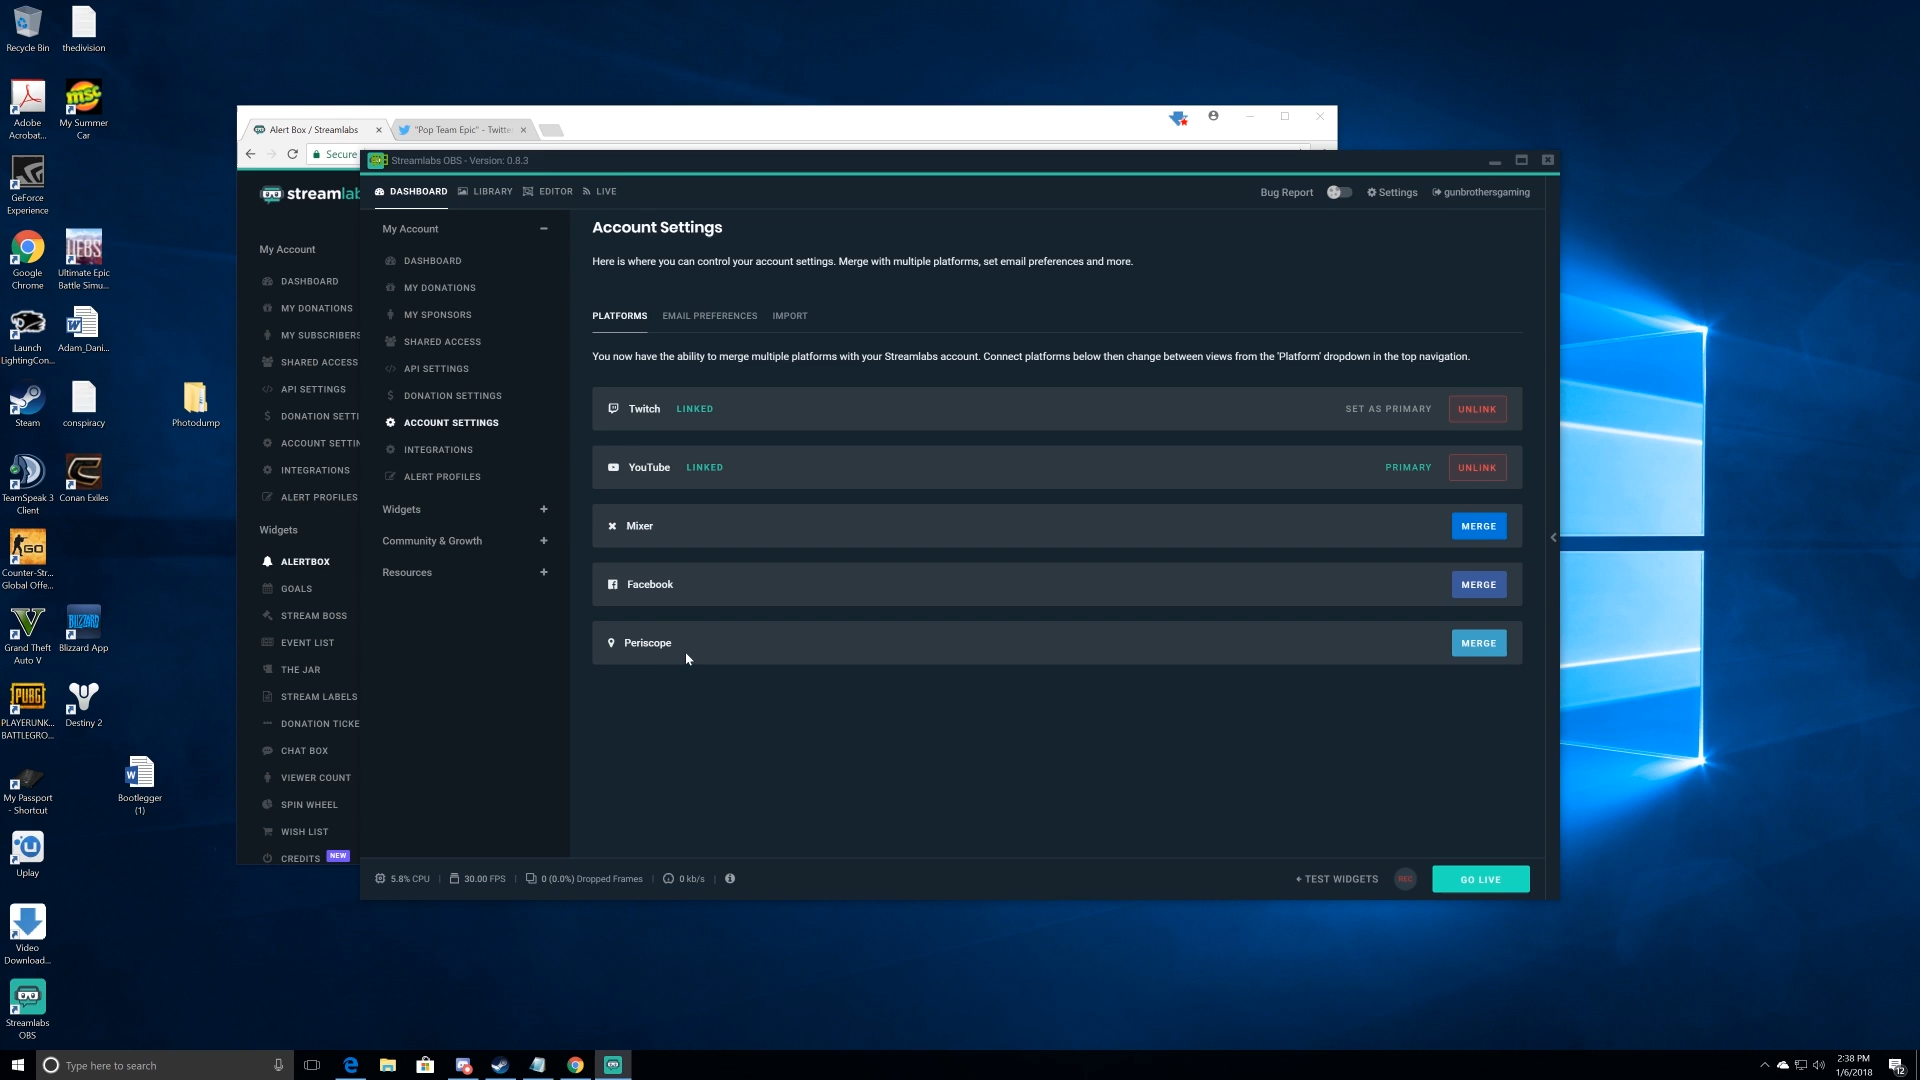 Recycle Bin
thedivision
Adobe
Acrobat...
My Summer
Car
GeForce
Experience
Google
Chrome
Ultimate Epic
Battle Simu...
Launch
LightingCon...
Adam_Dani...
Steam
conspiracy
Photodump
TeamSpeak 3
Client
Conan Exiles
Counter-Str...
Global Offe...
Grand Theft
Auto V
Blizzard App
PLAYERUNK...
BATTLEGRO...
Destiny 2
My Passport
- Shortcut
Bootlegger
(1)
Uplay
Video
Download...
Streamlabs
OBS
Alert Box / Streamlabs
"Pop Team Epic" - Twitte
Secure
streamlab
My Account
DASHBOARD
MY DONATIONS
MY SUBSCRIBERS
SHARED ACCESS
API SETTINGS
DONATION SETTI
ACCOUNT SETTIN
INTEGRATIONS
ALERT PROFILES
Widgets
ALERTBOX
GOALS
STREAM BOSS
EVENT LIST
THE JAR
STREAM LABELS
DONATION TICKE
CHAT BOX
VIEWER COUNT
SPIN WHEEL
WISH LIST
CREDITS NEW
Streamlabs OBS - Version: 0.8.3
DASHBOARD LIBRARY EDITOR LIVE
Bug Report Settings gunbrothersgaming
My Account
DASHBOARD
MY DONATIONS
MY SPONSORS
SHARED ACCESS
API SETTINGS
DONATION SETTINGS
ACCOUNT SETTINGS
INTEGRATIONS
ALERT PROFILES
Widgets
Community & Growth
Resources
Account Settings
Here is where you can control your account settings. Merge with multiple platforms, set email preferences and more.
PLATFORMS EMAIL PREFERENCES IMPORT
You now have the ability to merge multiple platforms with your Streamlabs account. Connect platforms below then change between views from the 'Platform' dropdown in the top navigation.
Twitch LINKED SET AS PRIMARY UNLINK
YouTube LINKED PRIMARY UNLINK
Mixer MERGE
Facebook MERGE
Periscope MERGE
5.8% CPU | 30.00 FPS | 0 (0.0%) Dropped Frames | 0 kb/s |
+ TEST WIDGETS REC GO LIVE
Type here to search
2:38 PM
1/6/2018
12